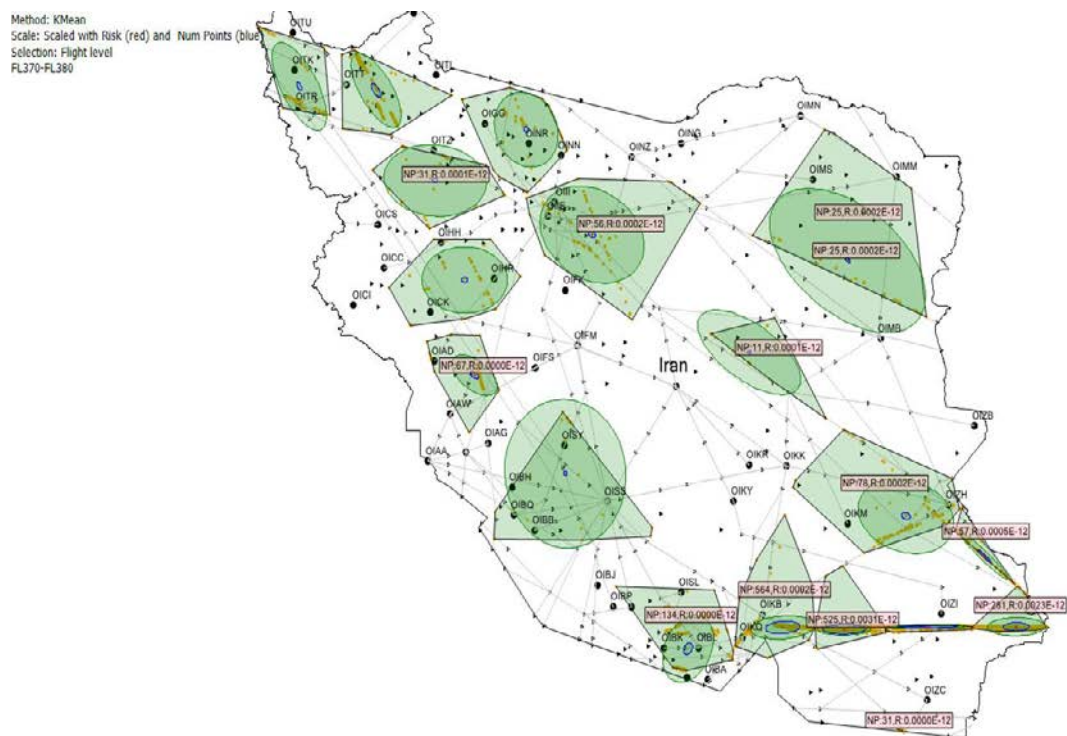 Method: KMean
Scale: Scaled with Risk (red) and Num Points (blue)
Selection: Flight level
FL370-FL380
OITU
OITK
OITR
OITT
OITL
OIGG
OINR
OINN
OITZ
NP:31,R:0.0001E-12
OINZ
OING
OIMN
OIMS
OIMM
NP:25,R:0.0002E-12
NP:25,R:0.0002E-12
OIII
OIIE
NP:56,R:0.0002E-12
OICS
OIHH
OICC
OIHR
OICI
OICK
OIFK
OIMB
OIFM
NP:11,R:0.0001E-12
OIAD
NP:67,R:0.0000E-12
OIFS
Iran
OIAW
OIZB
OIAG
OISY
OIAA
OIKR
OIKK
OIBH
OISS
OIKY
NP:78,R:0.0002E-12
OIZH
OIBQ
OIBB
OIKM
NP:57,R:0.0005E-12
OIBJ
OISL
NP:564,R:0.0002E-12
OIBP
NP:134,R:0.0000E-12
OIKB
NP:525,R:0.0031E-12
OIZI
NP:281,R:0.0023E-12
OIKQ
OIBK
OIBL
OIBA
OIZC
NP:31,R:0.0000E-12